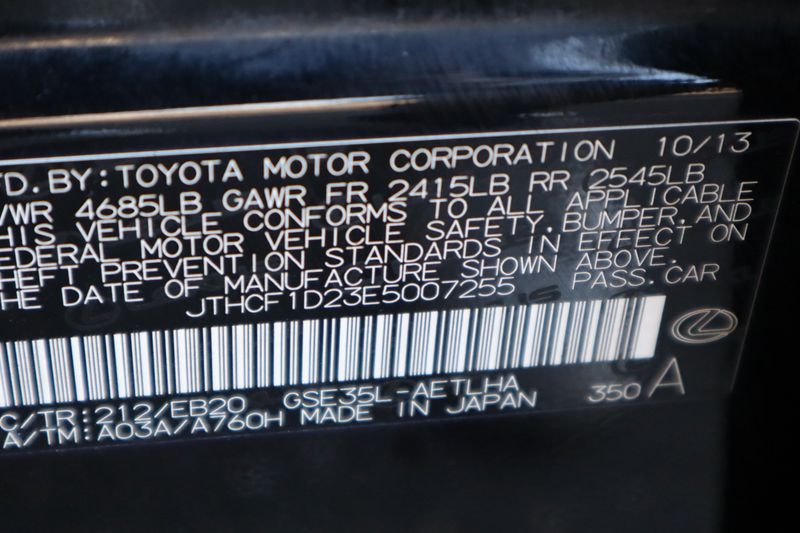 FD.BY:TOYOTA MOTOR CORPORATION 10/13
VWR 4685LB GAWR FR 2415LB RR 2545LB
HIS VEHICLE CONFORMS TO ALL APPLICABLE
EDERAL MOTOR VEHICLE SAFETY,BUMPER,AND
HEFT PREVENTION STANDARDS IN EFFECT ON
HE DATE OF MANUFACTURE SHOWN ABOVE.
JTHCF1D23E5007255 PASS.CAR
C/TR:212/EB20 GSE35L-AETLHA 350 A
A/TM:A03A/A760H MADE IN JAPAN